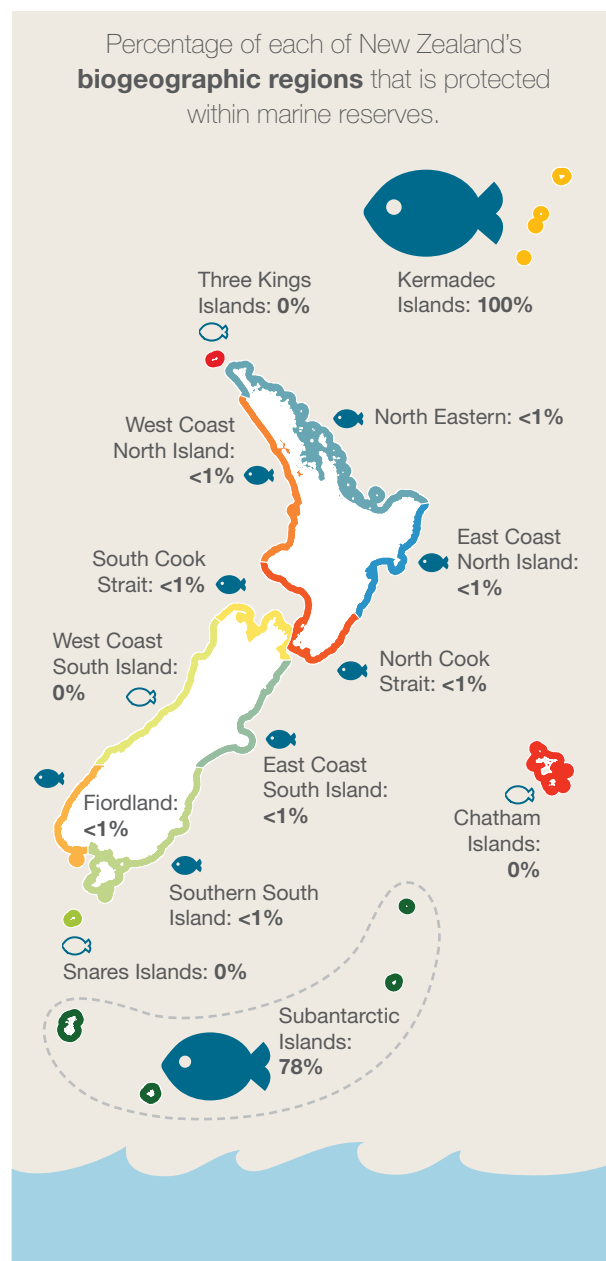 Percentage of each of New Zealand's
biogeographic regions that is protected
within marine reserves.
Three Kings
Islands: 0%
Kermadec
Islands: 100%
West Coast
North Island:
<1%
North Eastern: <1%
South Cook
Strait: <1%
East Coast
North Island:
<1%
West Coast
South Island:
0%
North Cook
Strait: <1%
East Coast
South Island:
<1%
Fiordland:
<1%
Chatham
Islands:
0%
Southern South
Island: <1%
Snares Islands: 0%
Subantarctic
Islands:
78%